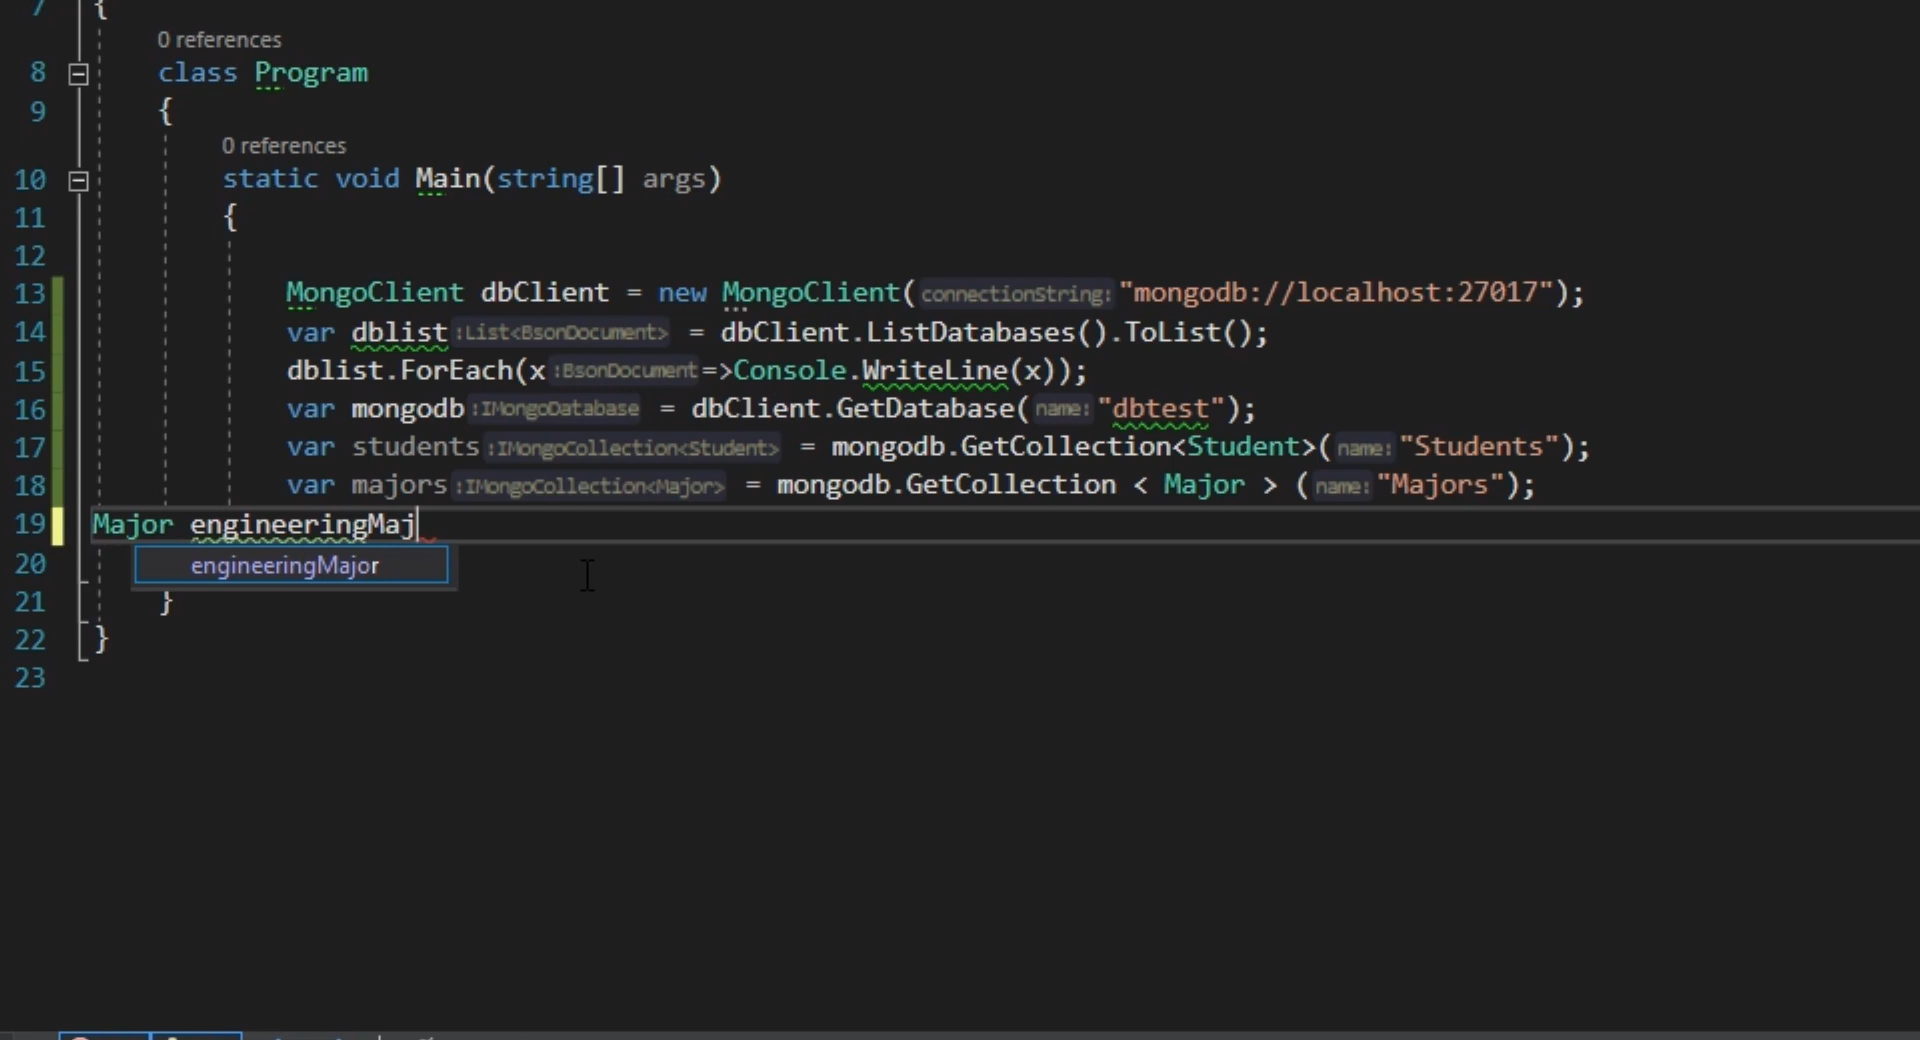 7 {
0 references
8 class Program
9 {
0 references
10 static void Main(string[] args)
11 {
12
13 MongoClient dbClient = new MongoClient(connectionString:"mongodb://localhost:27017");
14 var dblist:List<BsonDocument> = dbClient.ListDatabases().ToList();
15 dblist.ForEach(x:BsonDocument=>Console.WriteLine(x));
16 var mongodb:IMongoDatabase = dbClient.GetDatabase(name:"dbtest");
17 var students:IMongoCollection<Student> = mongodb.GetCollection<Student>(name:"Students");
18 var majors:IMongoCollection<Major> = mongodb.GetCollection < Major > (name:"Majors");
19 Major engineeringMaj
20 engineeringMajor
21 }
22 }
23